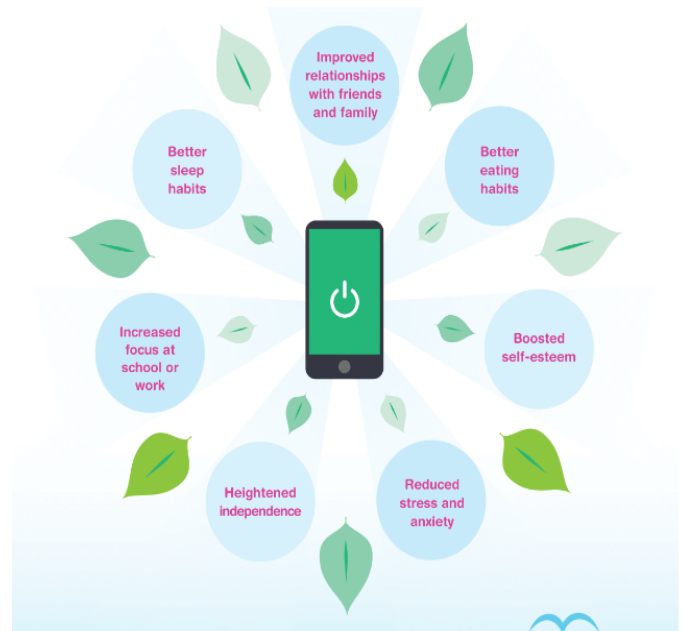 Improved
relationships
with friends
and family
Better
sleep
habits
Better
eating
habits
Increased
focus at
school or
work
Boosted
self-esteem
Heightened
independence
Reduced
stress and
anxiety